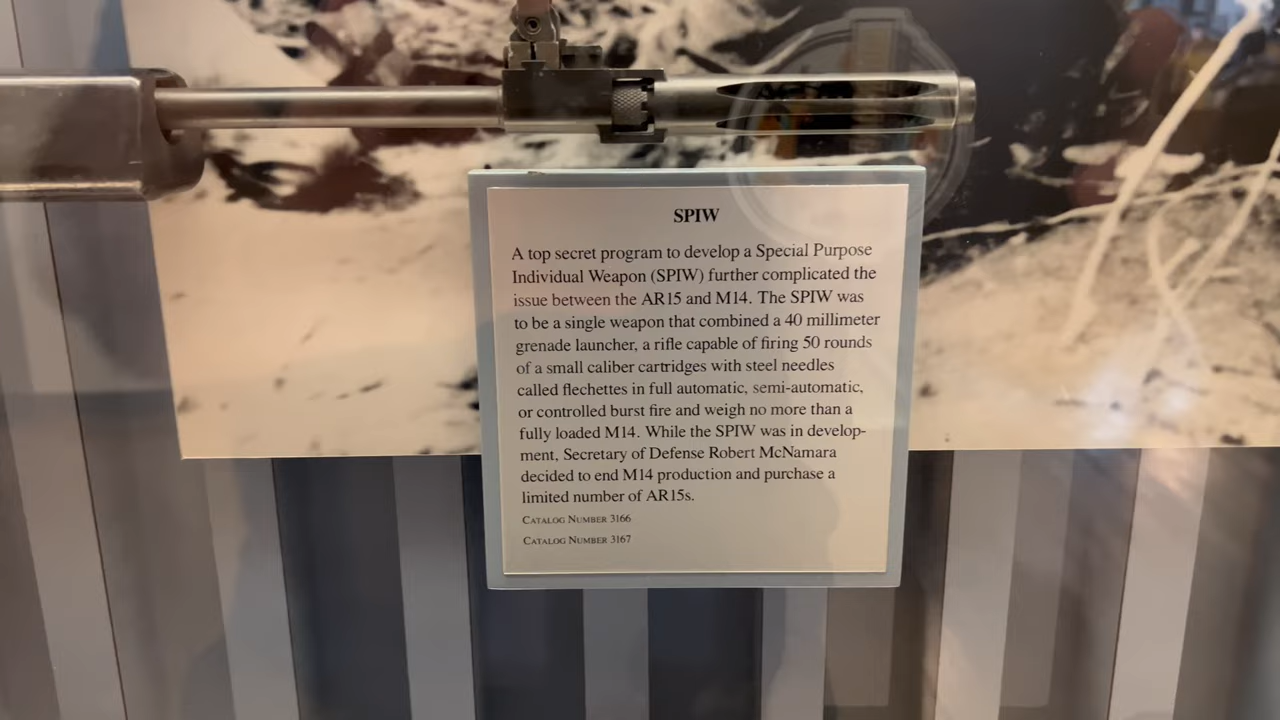 SPIW
A top secret program to develop a Special Purpose
Individual Weapon (SPIW) further complicated the
issue between the AR15 and M14. The SPIW was
to be a single weapon that combined a 40 millimeter
grenade launcher, a rifle capable of firing 50 rounds
of a small caliber cartridges with steel needles
called flechettes in full automatic, semi-automatic,
or controlled burst fire and weigh no more than a
fully loaded M14. While the SPIW was in develop-
ment, Secretary of Defense Robert McNamara
decided to end M14 production and purchase a
limited number of AR15s.
CATALOG NUMBER 3166
CATALOG NUMBER 3167